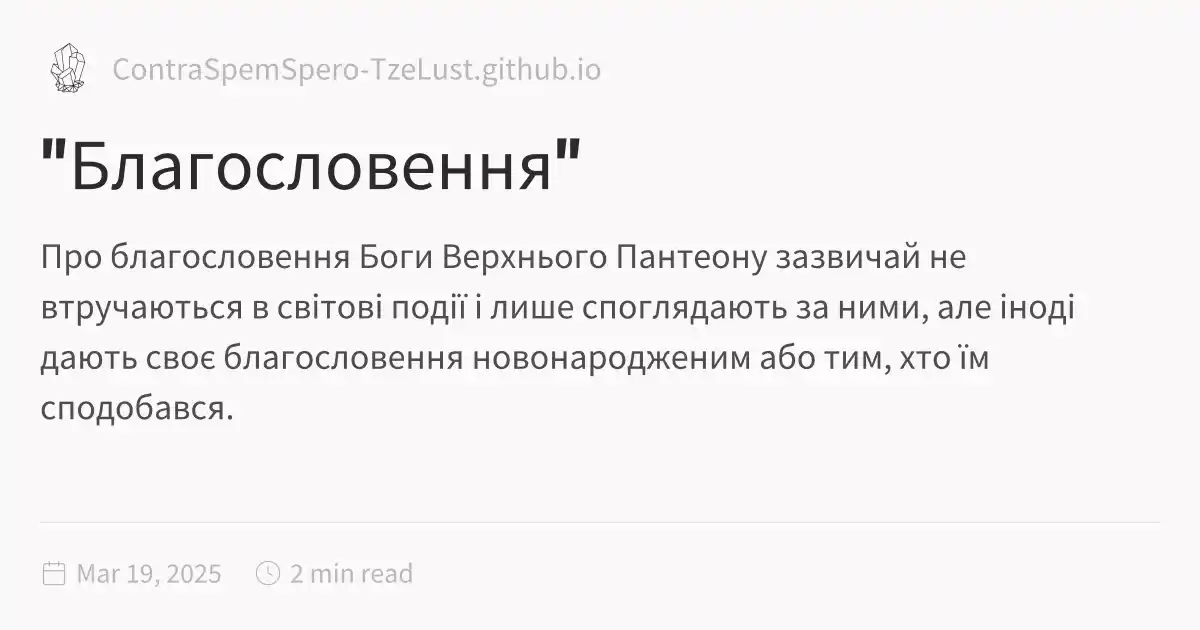 ContraSpemSpero-TzeLust.github.io
"Благословення"
Про благословення Боги Верхнього Пантеону зазвичай не
втручаються в світові події і лише споглядають за ними, але іноді
дають своє благословення новонародженим або тим, хто їм
сподобався.
Mar 19, 2025 2 min read